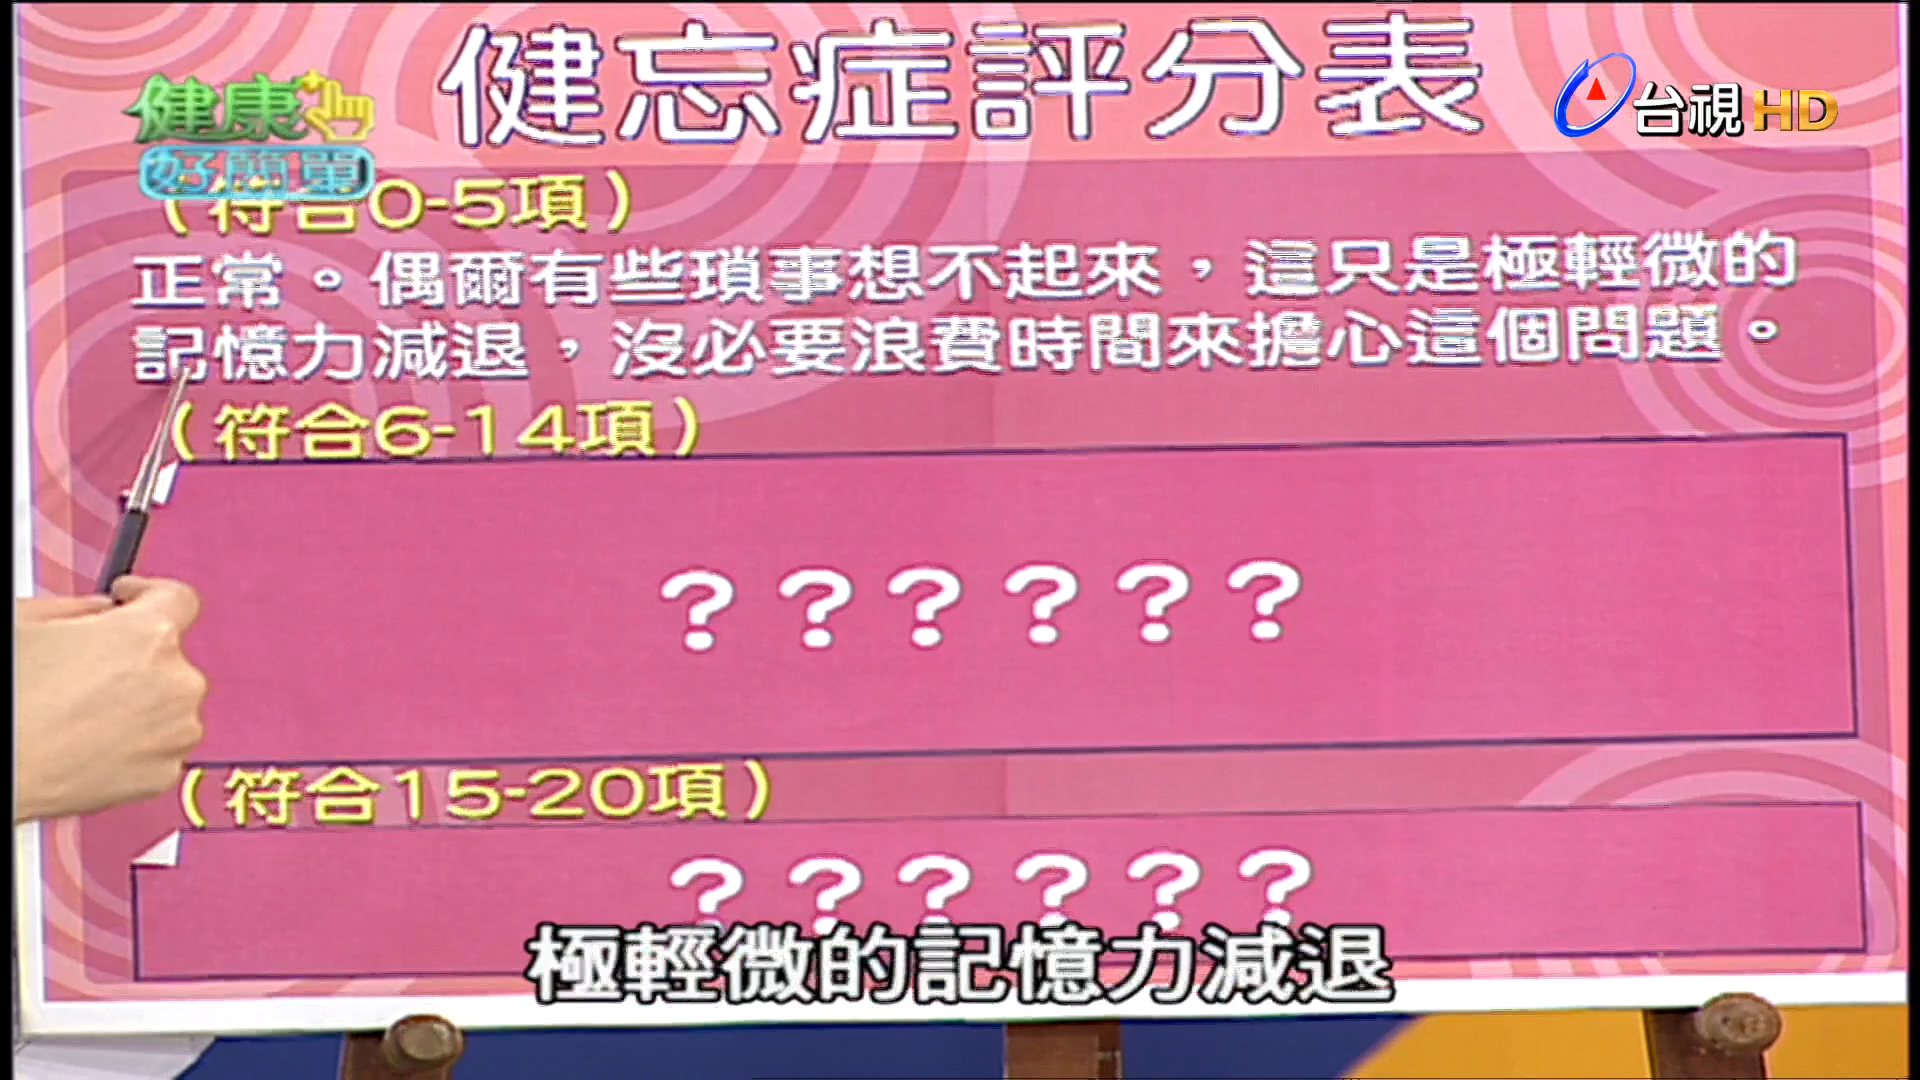 健忘症評分表
健康
好簡單
台視HD
(符合0-5項)
正常。偶爾有些瑣事想不起來，這只是極輕微的
記憶力減退，沒必要浪費時間來擔心這個問題。
(符合6-14項)
? ? ? ? ? ?
(符合15-20項)
? ? ? ? ? ?
極輕微的記憶力減退